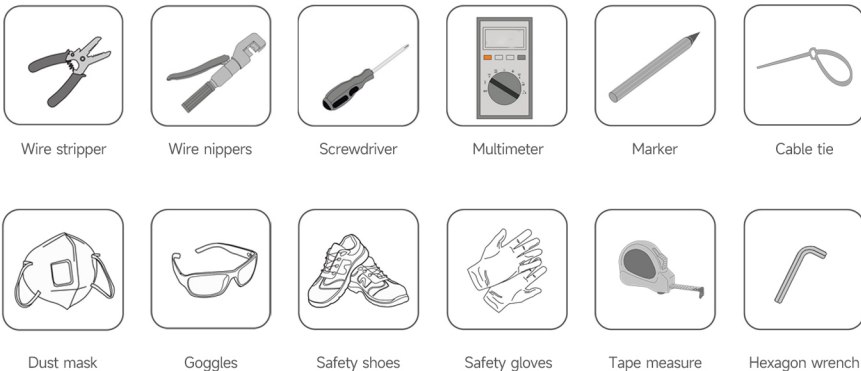 Wire stripper
Wire nippers
Screwdriver
Multimeter
Marker
Cable tie
Dust mask
Goggles
Safety shoes
Safety gloves
Tape measure
Hexagon wrench